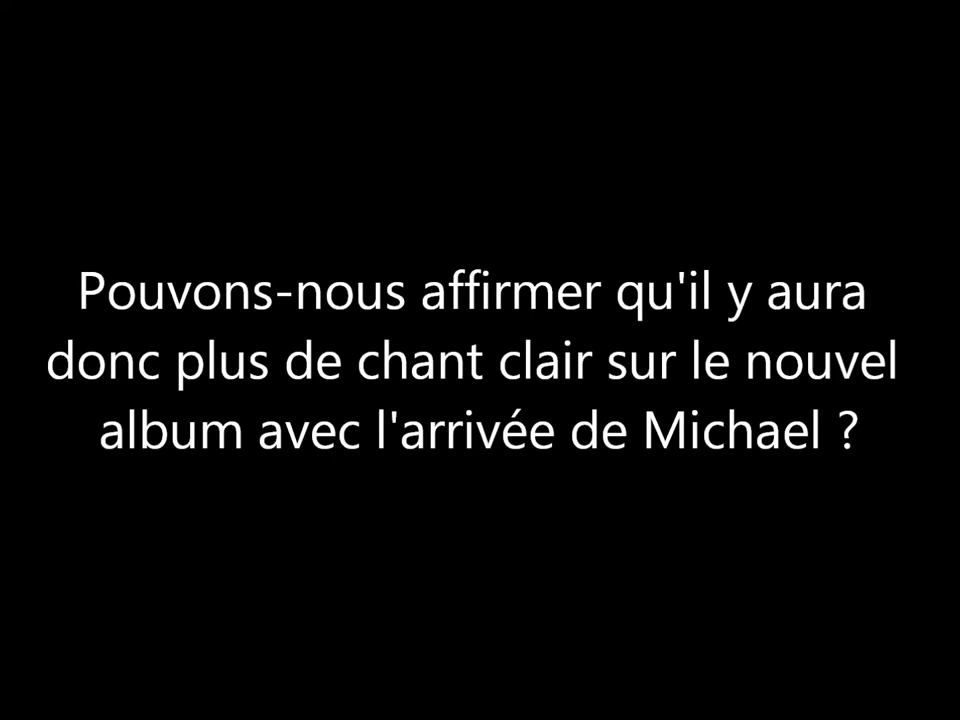 Pouvons-nous affirmer qu'il y aura
donc plus de chant clair sur le nouvel
album avec l'arrivée de Michael ?